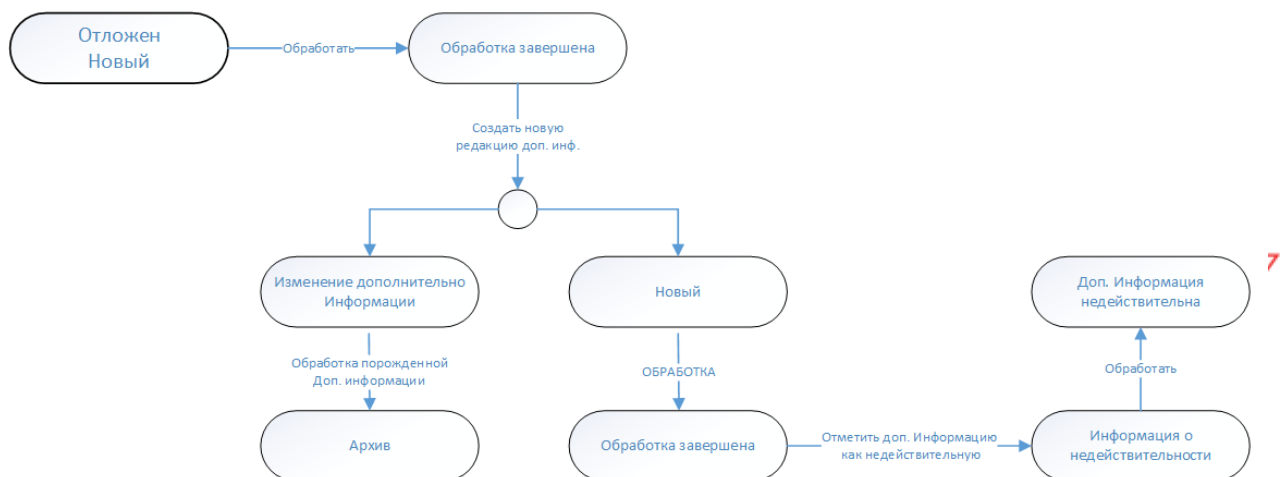 Отложен
Новый
Обработать
Обработка завершена
Создать новую
редакцию доп. инф.
Изменение дополнительно
Информации
Новый
Доп. Информация
недействительна
7
Обработка порожденной
Доп. информации
ОБРАБОТКА
Обработать
Архив
Обработка завершена
Отметить доп. Информацию
как недействительную
Информация о
недействительности